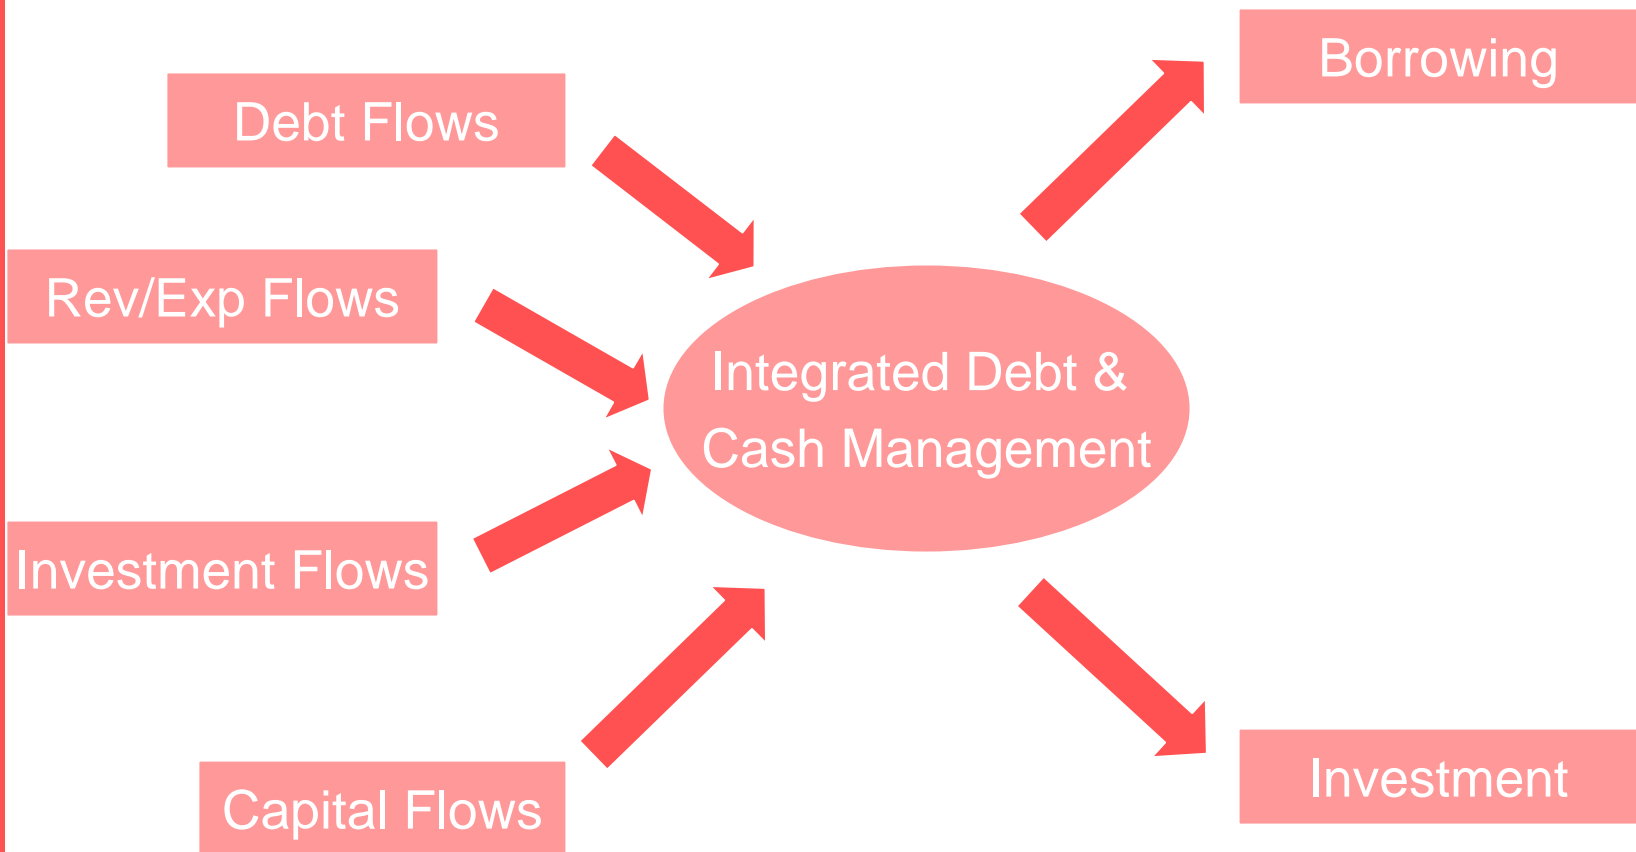 Borrowing
Debt Flows
Rev/Exp Flows
Integrated Debt &
Cash Management
Investment Flows
Investment
Capital Flows